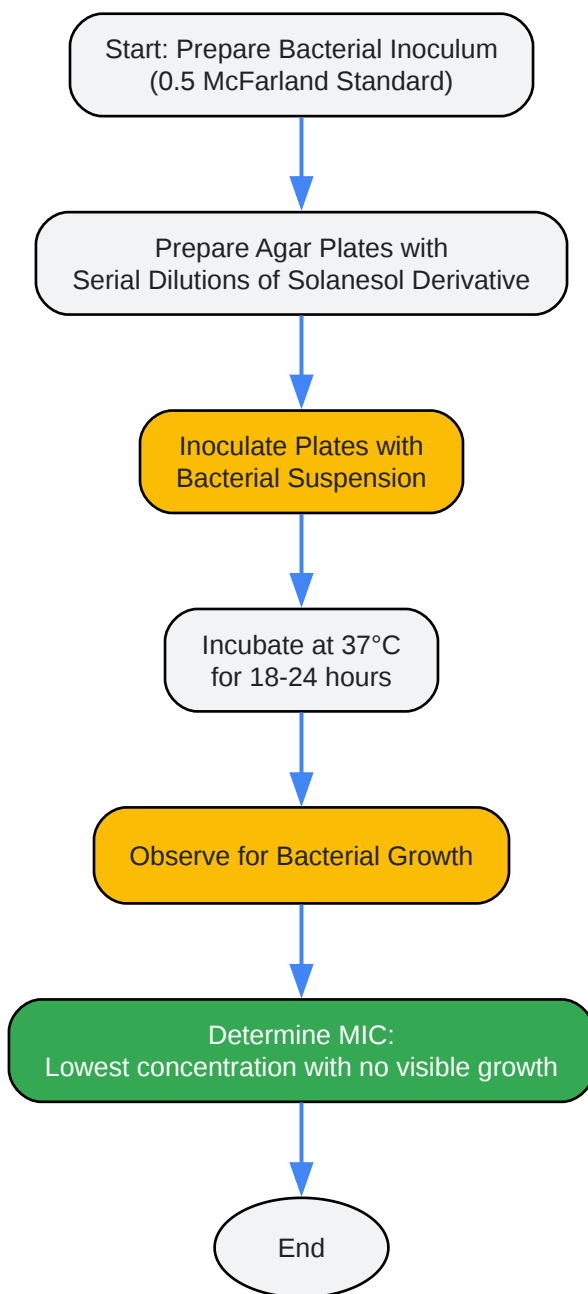 Start: Prepare Bacterial Inoculum
(0.5 McFarland Standard)
Prepare Agar Plates with
Serial Dilutions of Solanesol Derivative
Inoculate Plates with
Bacterial Suspension
Incubate at 37°C
for 18-24 hours
Observe for Bacterial Growth
Determine MIC:
Lowest concentration with no visible growth
End